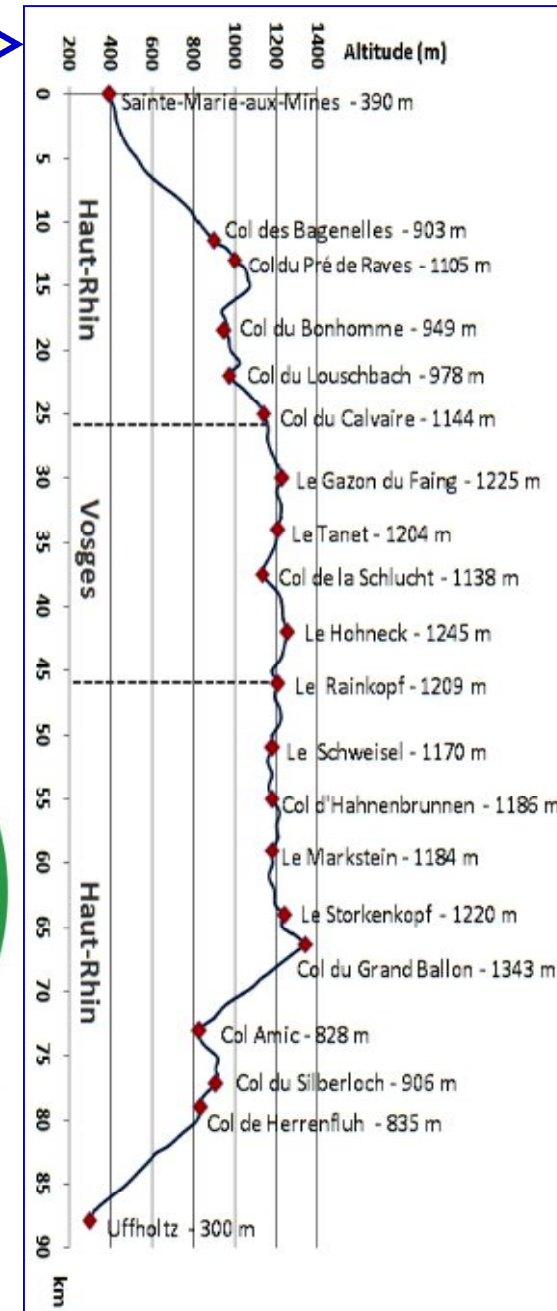 200 400 600 800 1000 1200 1400 Altitude (m)
0 Sainte-Marie-aux-Mines - 390 m
5
10
Col des Bagenelles - 903 m
Col du Pré de Raves - 1105 m
15
Haut-Rhin
Col du Bonhomme - 949 m
20
Col du Louschbach - 978 m
25 Col du Calvaire - 1144 m
30 Le Gazon du Faing - 1225 m
Le Tanet - 1204 m
35
Vosges
Col de la Schlucht - 1138 m
40
Le Hohneck - 1245 m
45
Le Rainkopf - 1209 m
50
Le Schweisel - 1170 m
55 Col d'Hahnenbrunnen - 1186 m
Le Markstein - 1184 m
60
Le Storkenkopf - 1220 m
65
Haut-Rhin
Col du Grand Ballon - 1343 m
70
Col Amic - 828 m
75
Col du Silberloch - 906 m
80 Col de Herrenfluh - 835 m
85
Uffholtz - 300 m
90
km